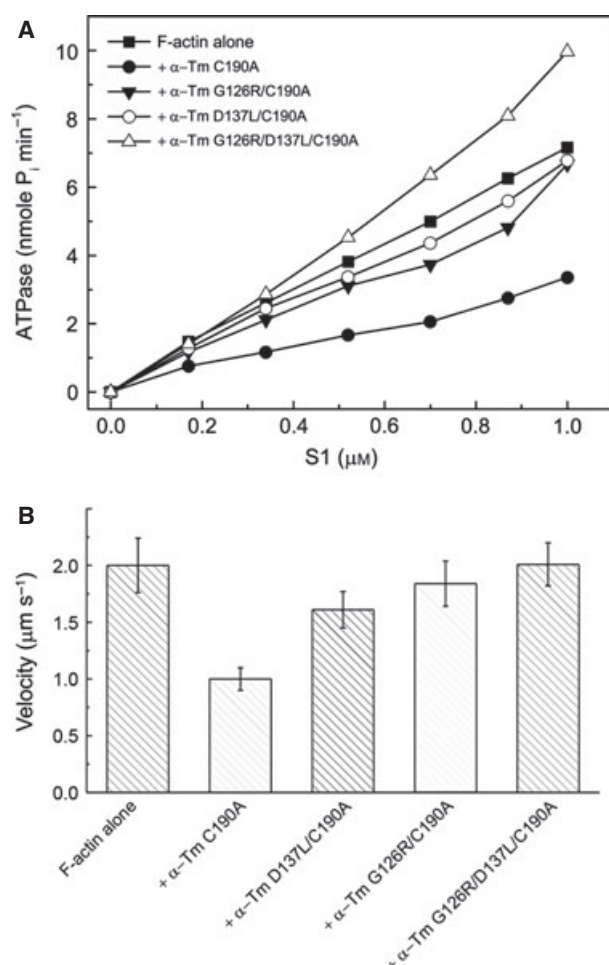 A
F-actin alone
+ α–Tm C190A
+ α–Tm G126R/C190A
+ α–Tm D137L/C190A
+ α–Tm G126R/D137L/C190A
ATPase (nmole Pi min⁻¹)
10
8
6
4
2
0
0.0 0.2 0.4 0.6 0.8 1.0
S1 (μM)
B
Velocity (μm s⁻¹)
2.0
1.5
1.0
0.5
0.0
F-actin alone
+ α–Tm C190A
+ α–Tm D137L/C190A
+ α–Tm G126R/C190A
+ α–Tm G126R/D137L/C190A